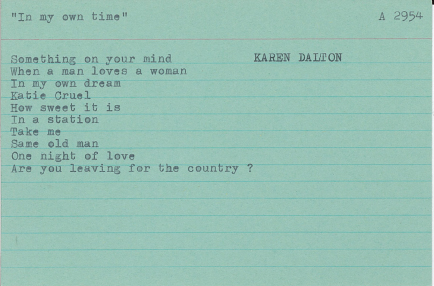 "In my own time" A 2954
Something on your mind KAREN DALTON
When a man loves a woman
In my own dream
Katie Cruel
How sweet it is
In a station
Take me
Same old man
One night of love
Are you leaving for the country ?